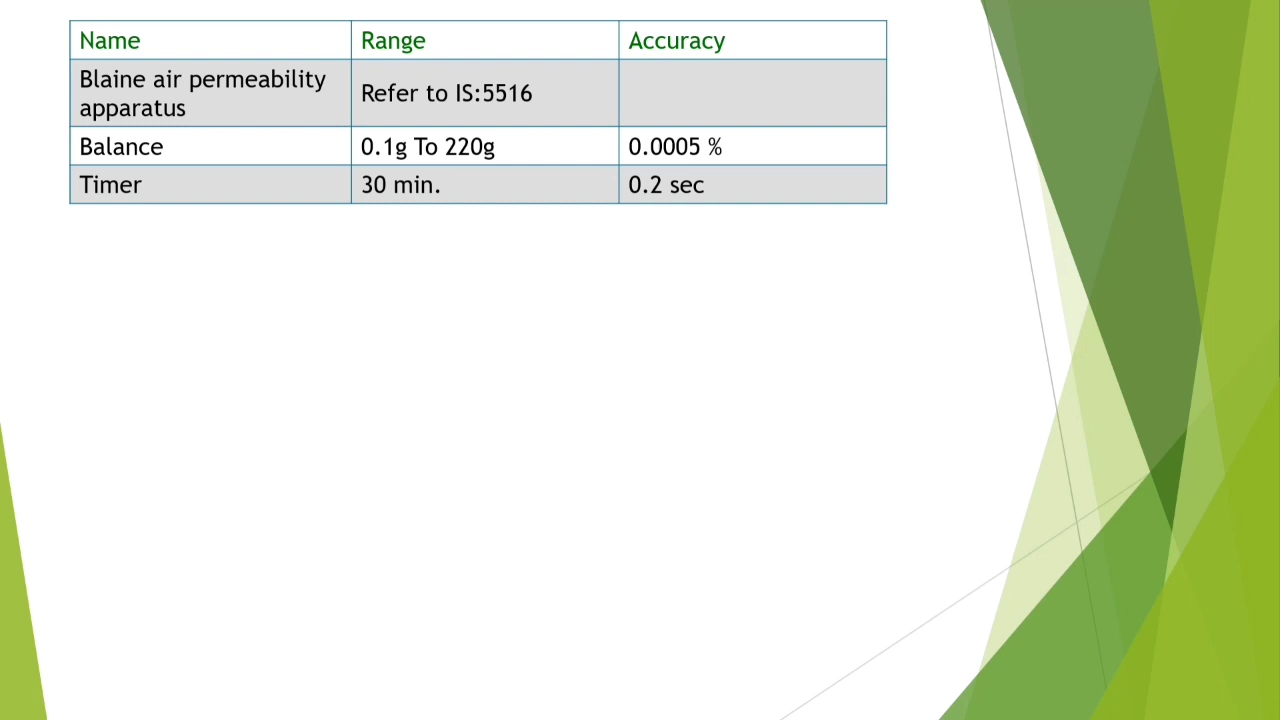 Name Range Accuracy
Blaine air permeability
apparatus
Refer to IS:5516
Balance 0.1g To 220g 0.0005 %
Timer 30 min. 0.2 sec